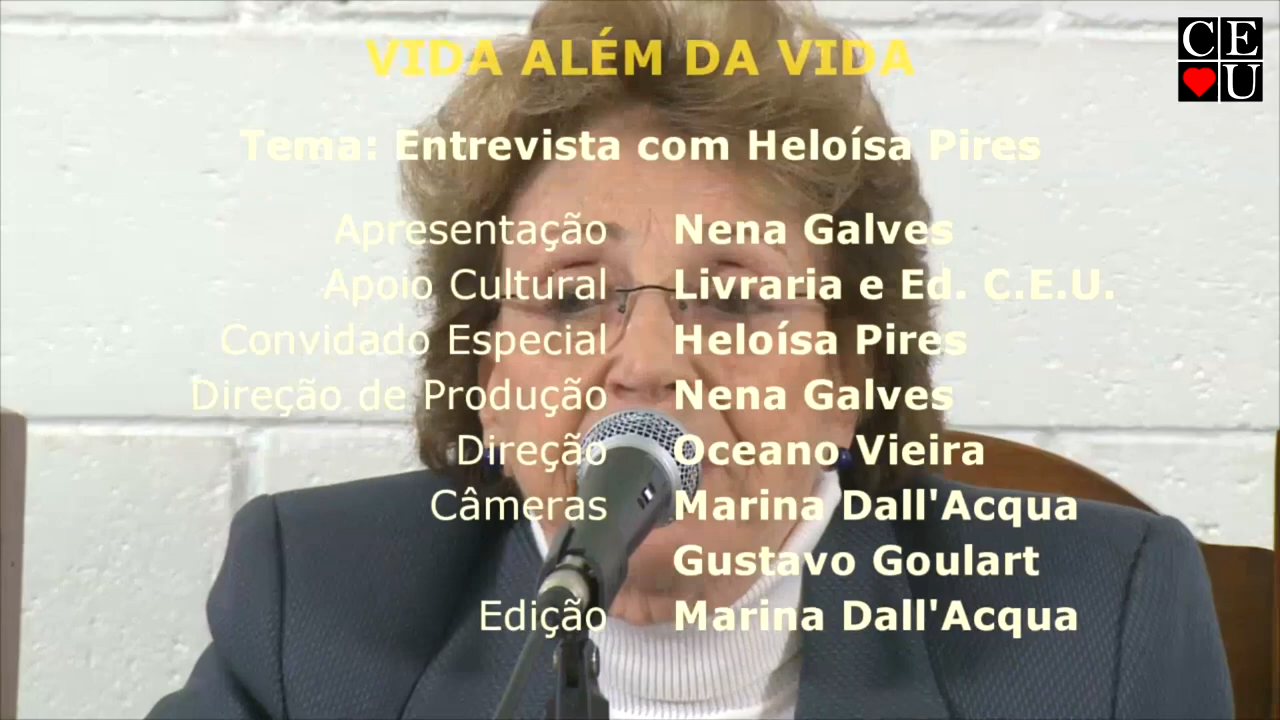 VIDA ALÉM DA VIDA
CE
U
Tema: Entrevista com Heloísa Pires
Apresentação Nena Galves
Apoio Cultural Livraria e Ed. C.E.U.
Convidado Especial Heloísa Pires
Direção de Produção Nena Galves
Direção Oceano Vieira
Câmeras Marina Dall'Acqua
Gustavo Goulart
Edição Marina Dall'Acqua